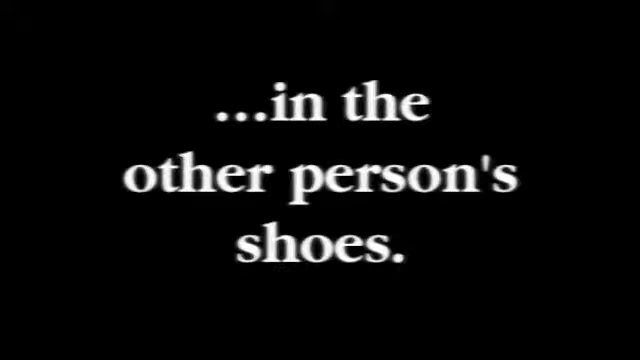 ...in the
other person's
shoes.